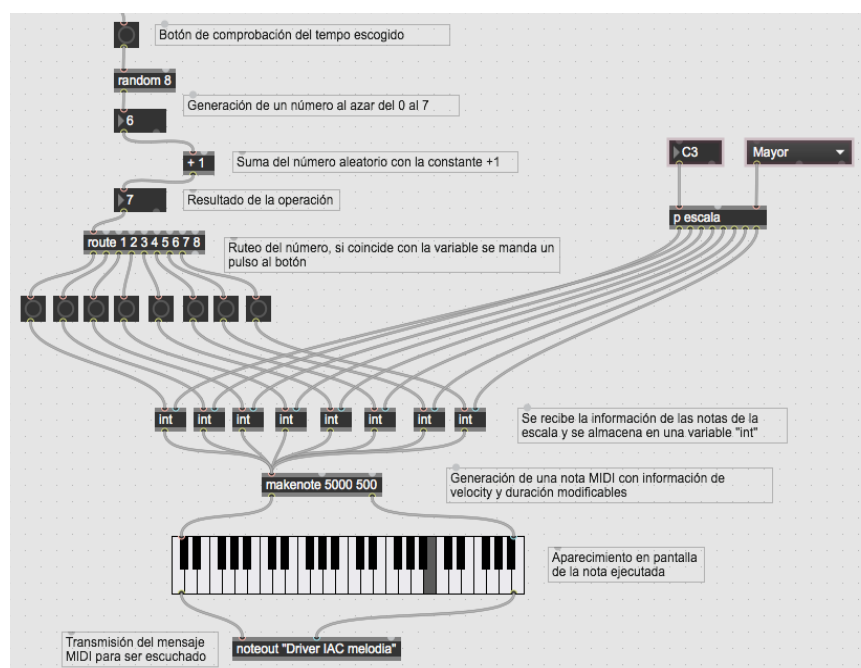 Botón de comprobación del tempo escogido
random 8
Generación de un número al azar del 0 al 7
6
+ 1
Suma del número aleatorio con la constante +1
C3
Mayor
7
Resultado de la operación
p escala
route 1 2 3 4 5 6 7 8
Ruteo del número, si coincide con la variable se manda un
pulso al botón
int
int
int
int
int
int
int
int
Se recibe la información de las notas de la
escala y se almacena en una variable "int"
makenote 5000 500
Generación de una nota MIDI con información de
velocity y duración modificables
Aparecimiento en pantalla
de la nota ejecutada
Transmisión del mensaje
MIDI para ser escuchado
noteout "Driver IAC melodia"